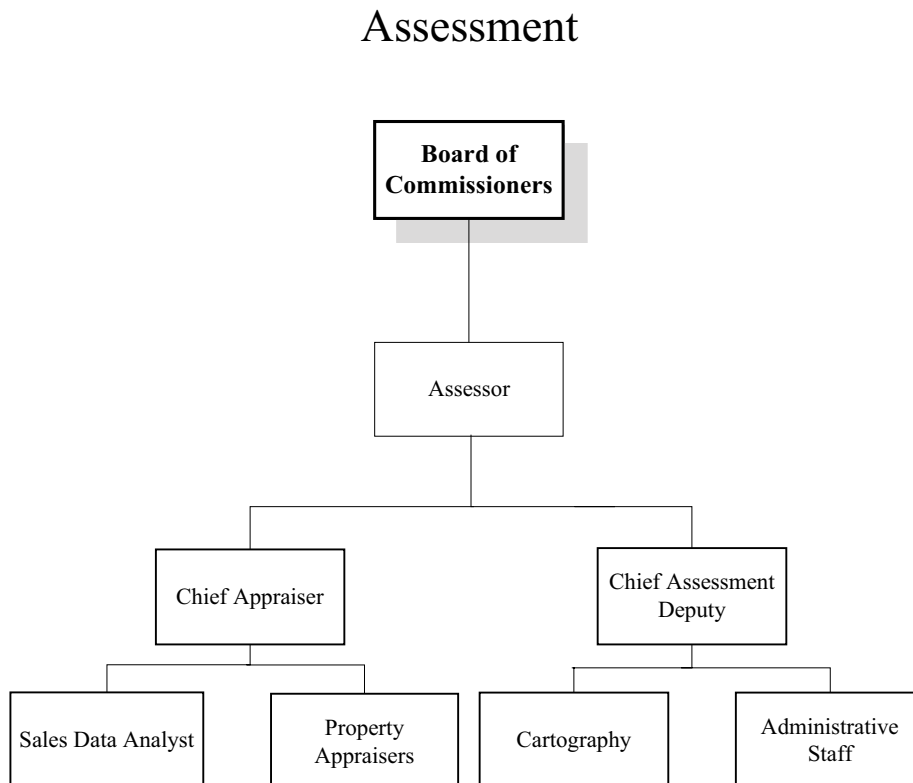 Assessment
Board of
Commissioners
Assessor
Chief Appraiser
Chief Assessment
Deputy
Sales Data Analyst
Property
Appraisers
Cartography
Administrative
Staff